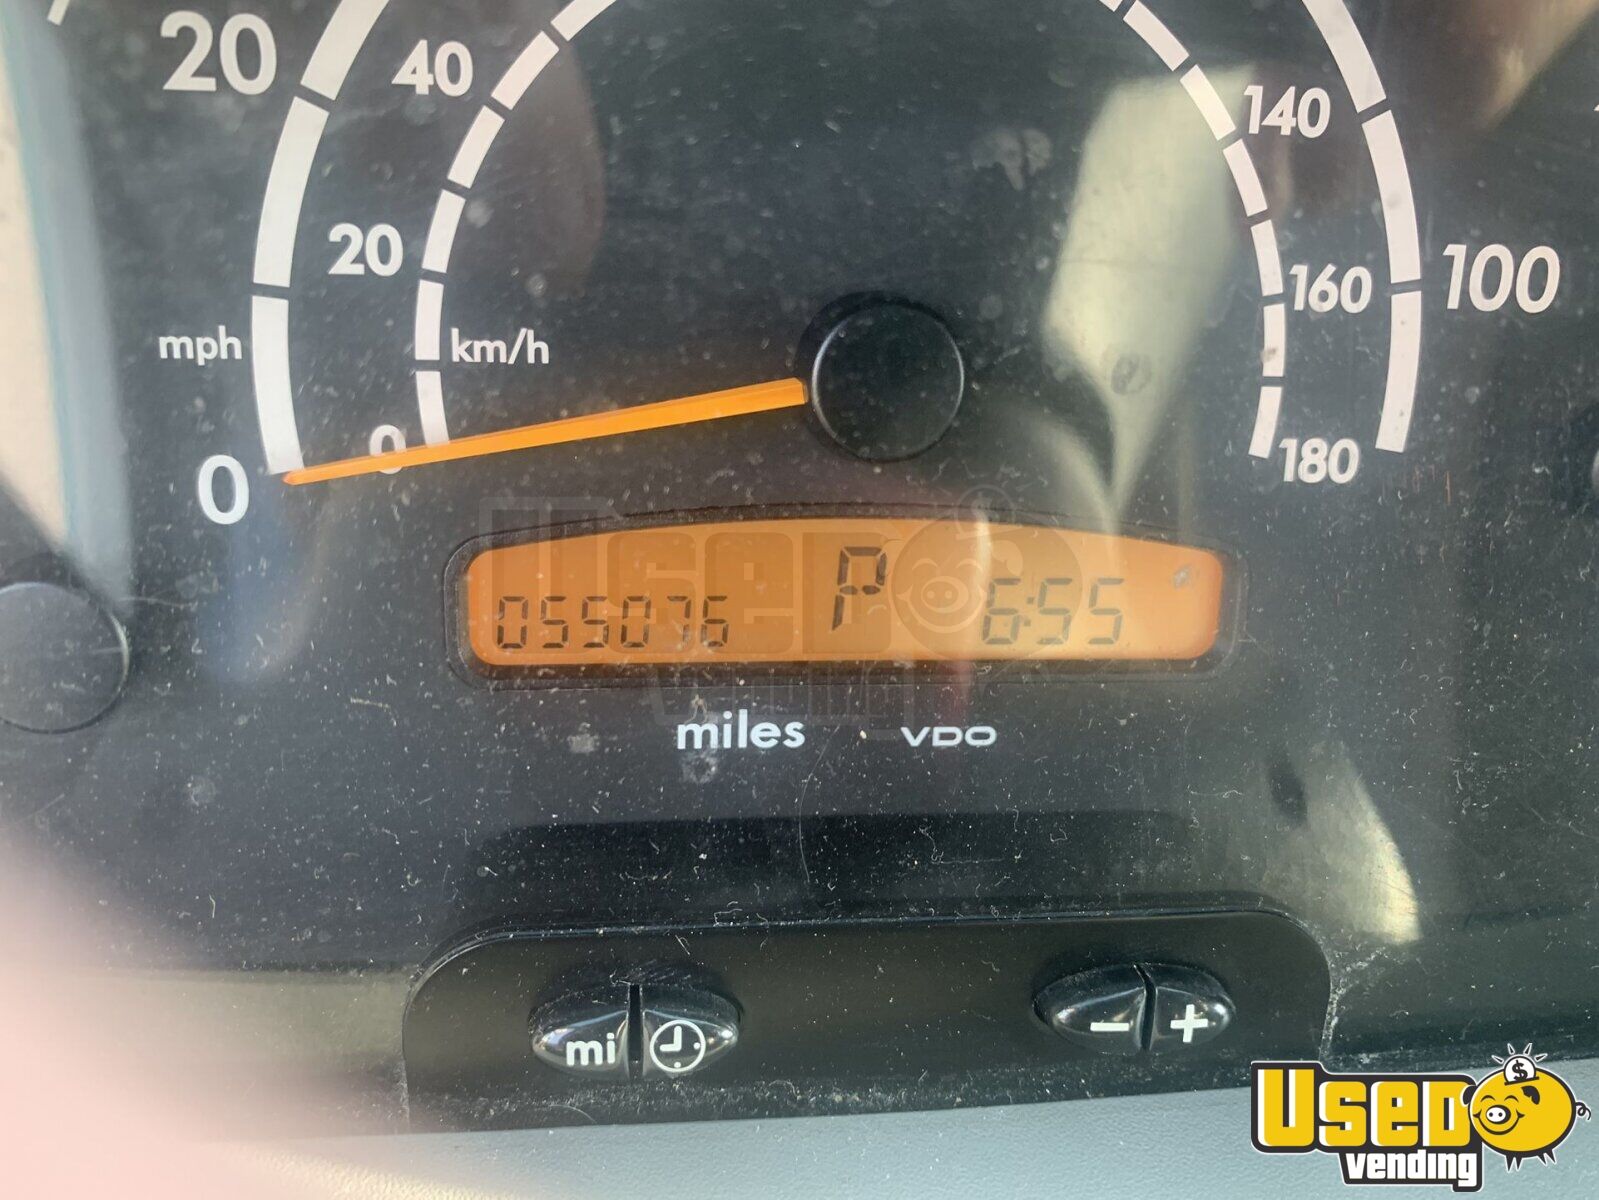 20
40
140
20
160
100
mph
km/h
0
0
180
055076 P 6:55
miles VDO
mi
- +
Used
vending